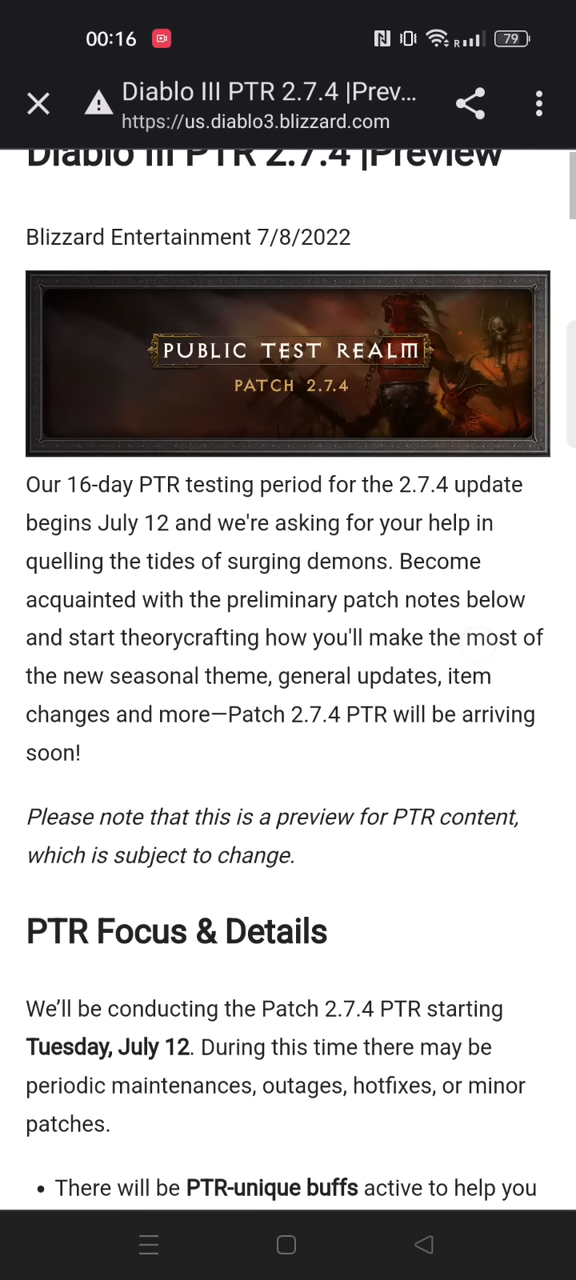 00:16
R
79
Diablo III PTR 2.7.4 |Prev...
https://us.diablo3.blizzard.com
Diablo III PTR 2.7.4 |Preview
Blizzard Entertainment 7/8/2022
PUBLIC TEST REALM
PATCH 2.7.4
Our 16-day PTR testing period for the 2.7.4 update
begins July 12 and we're asking for your help in
quelling the tides of surging demons. Become
acquainted with the preliminary patch notes below
and start theorycrafting how you'll make the most of
the new seasonal theme, general updates, item
changes and more—Patch 2.7.4 PTR will be arriving
soon!
Please note that this is a preview for PTR content,
which is subject to change.
PTR Focus & Details
We’ll be conducting the Patch 2.7.4 PTR starting
Tuesday, July 12. During this time there may be
periodic maintenances, outages, hotfixes, or minor
patches.
• There will be PTR-unique buffs active to help you